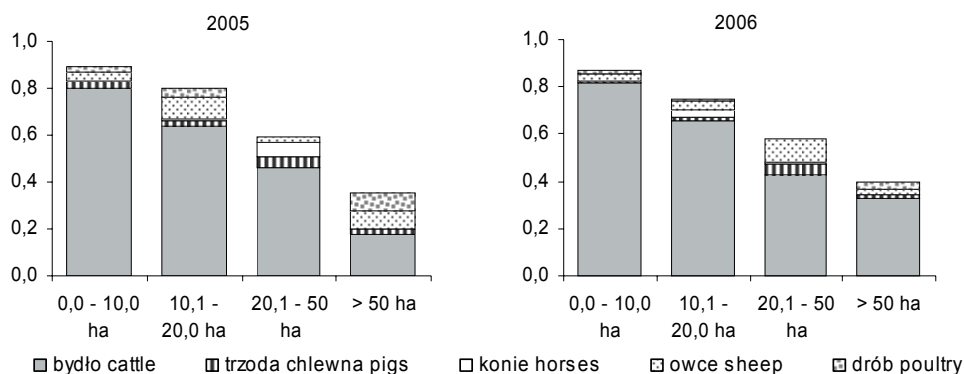 2005
1,0
0,8
0,6
0,4
0,2
0,0
0,0 - 10,0 ha
10,1 - 20,0 ha
20,1 - 50 ha
> 50 ha
2006
1,0
0,8
0,6
0,4
0,2
0,0
0,0 - 10,0 ha
10,1 - 20,0 ha
20,1 - 50 ha
> 50 ha
bydło cattle
trzoda chlewna pigs
konie horses
owce sheep
drób poultry